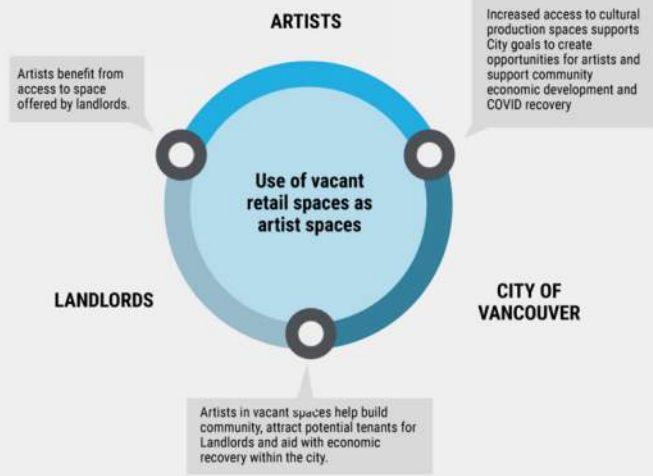 ARTISTS
Increased access to cultural
production spaces supports
City goals to create
opportunities for artists and
support community
economic development and
COVID recovery
Artists benefit from
access to space
offered by landlords.
Use of vacant
retail spaces as
artist spaces
LANDLORDS
CITY OF
VANCOUVER
Artists in vacant spaces help build
community, attract potential tenants for
Landlords and aid with economic
recovery within the city.